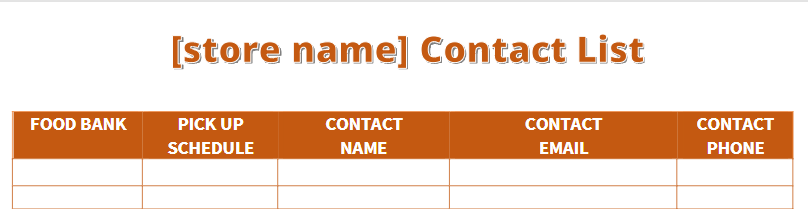 [store name] Contact List
FOOD BANK
PICK UP
SCHEDULE
CONTACT
NAME
CONTACT
EMAIL
CONTACT
PHONE